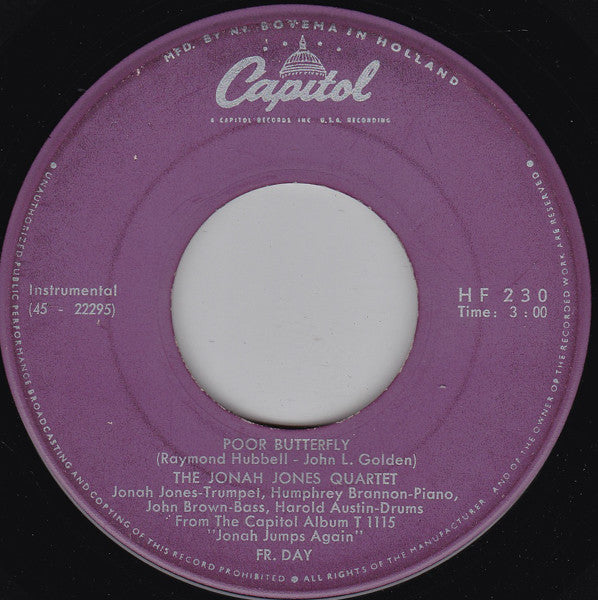 MFD. BY N.V. BOVEMA IN HOLLAND
Capitol
A CAPITOL RECORDS INC. U.S.A. RECORDING
Instrumental
(45 - 22295)
HF 230
Time: 3:00
POOR BUTTERFLY
(Raymond Hubbell - John L. Golden)
THE JONAH JONES QUARTET
Jonah Jones-Trumpet, Humphrey Brannon-Piano,
John Brown-Bass, Harold Austin-Drums
From The Capitol Album T 1115
"Jonah Jumps Again"
FR. DAY
• UNAUTHORIZED PUBLIC PERFORMANCE BROADCASTING AND COPYING OF THIS RECORD PROHIBITED • ALL RIGHTS OF THE MANUFACTURER AND OF THE OWNER OF THE RECORDED WORK ARE RESERVED •